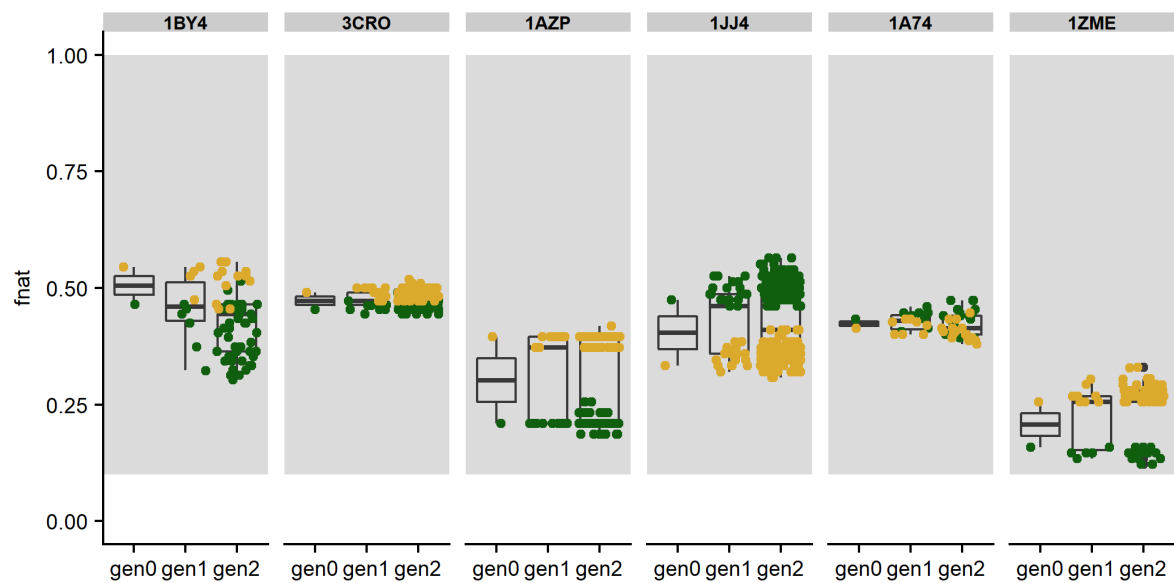 1BY4 3CRO 1AZP 1JJ4 1A74 1ZME
fnat
1.00
0.75
0.50
0.25
0.00
gen0 gen1 gen2 gen0 gen1 gen2 gen0 gen1 gen2 gen0 gen1 gen2 gen0 gen1 gen2 gen0 gen1 gen2